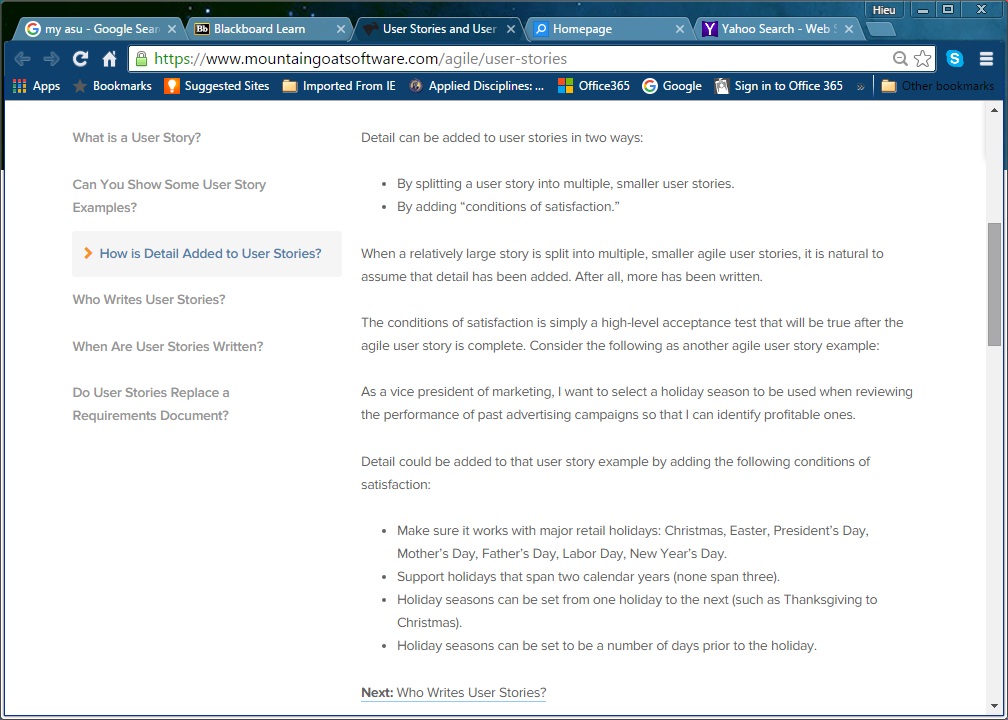 Hieu
my asu - Google Sear
Blackboard Learn
User Stories and User
Homepage
Yahoo Search - Web S
https://www.mountaingoatsoftware.com/agile/user-stories
Apps
Bookmarks
Suggested Sites
Imported From IE
Applied Disciplines: ...
Office365
Google
Sign in to Office 365
»
Other bookmarks
What is a User Story?
Can You Show Some User Story
Examples?
How is Detail Added to User Stories?
Who Writes User Stories?
When Are User Stories Written?
Do User Stories Replace a
Requirements Document?
Detail can be added to user stories in two ways:
• By splitting a user story into multiple, smaller user stories.
• By adding “conditions of satisfaction.”
When a relatively large story is split into multiple, smaller agile user stories, it is natural to
assume that detail has been added. After all, more has been written.
The conditions of satisfaction is simply a high-level acceptance test that will be true after the
agile user story is complete. Consider the following as another agile user story example:
As a vice president of marketing, I want to select a holiday season to be used when reviewing
the performance of past advertising campaigns so that I can identify profitable ones.
Detail could be added to that user story example by adding the following conditions of
satisfaction:
• Make sure it works with major retail holidays: Christmas, Easter, President’s Day,
Mother’s Day, Father’s Day, Labor Day, New Year’s Day.
• Support holidays that span two calendar years (none span three).
• Holiday seasons can be set from one holiday to the next (such as Thanksgiving to
Christmas).
• Holiday seasons can be set to be a number of days prior to the holiday.
Next: Who Writes User Stories?